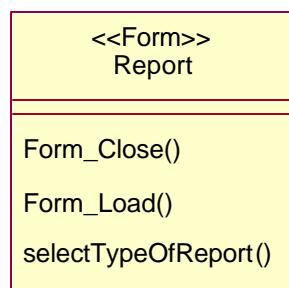 <<Form>>
Report
Form_Close()
Form_Load()
selectTypeOfReport()